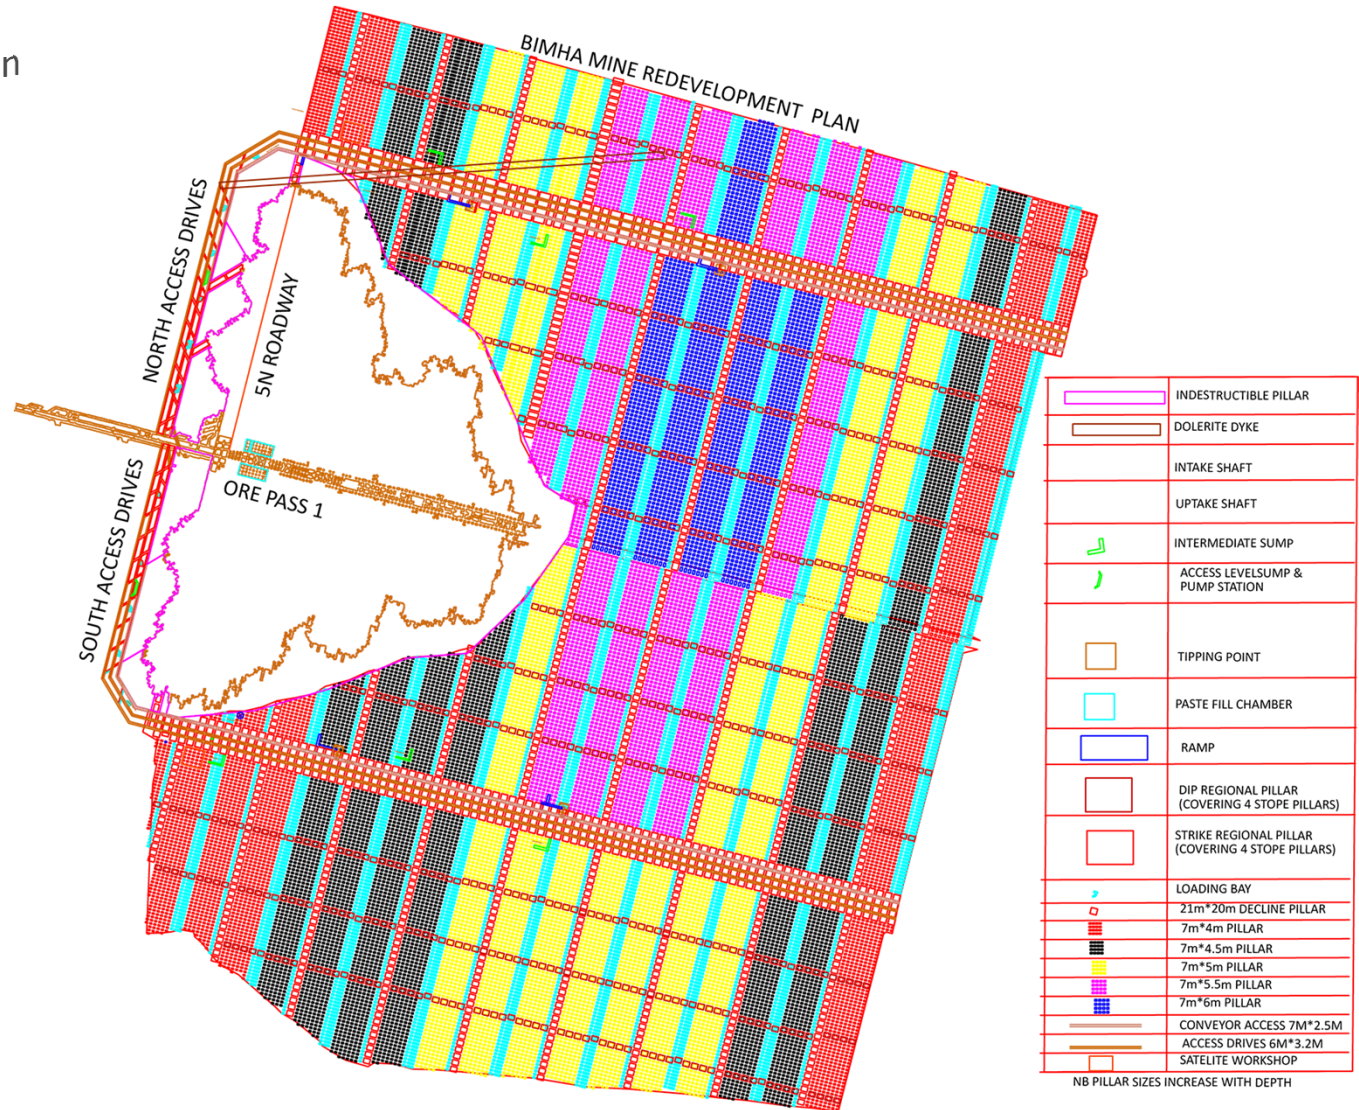 n
BIMHA MINE REDEVELOPMENT PLAN
NORTH ACCESS DRIVES
5N ROADWAY
ORE PASS 1
SOUTH ACCESS DRIVES
INDESTRUCTIBLE PILLAR
DOLERITE DYKE
INTAKE SHAFT
UPTAKE SHAFT
INTERMEDIATE SUMP
ACCESS LEVELSUMP &
PUMP STATION
TIPPING POINT
PASTE FILL CHAMBER
RAMP
DIP REGIONAL PILLAR
(COVERING 4 STOPE PILLARS)
STRIKE REGIONAL PILLAR
(COVERING 4 STOPE PILLARS)
LOADING BAY
21m*20m DECLINE PILLAR
7m*4m PILLAR
7m*4.5m PILLAR
7m*5m PILLAR
7m*5.5m PILLAR
7m*6m PILLAR
CONVEYOR ACCESS 7M*2.5M
ACCESS DRIVES 6M*3.2M
SATELITE WORKSHOP
NB PILLAR SIZES INCREASE WITH DEPTH